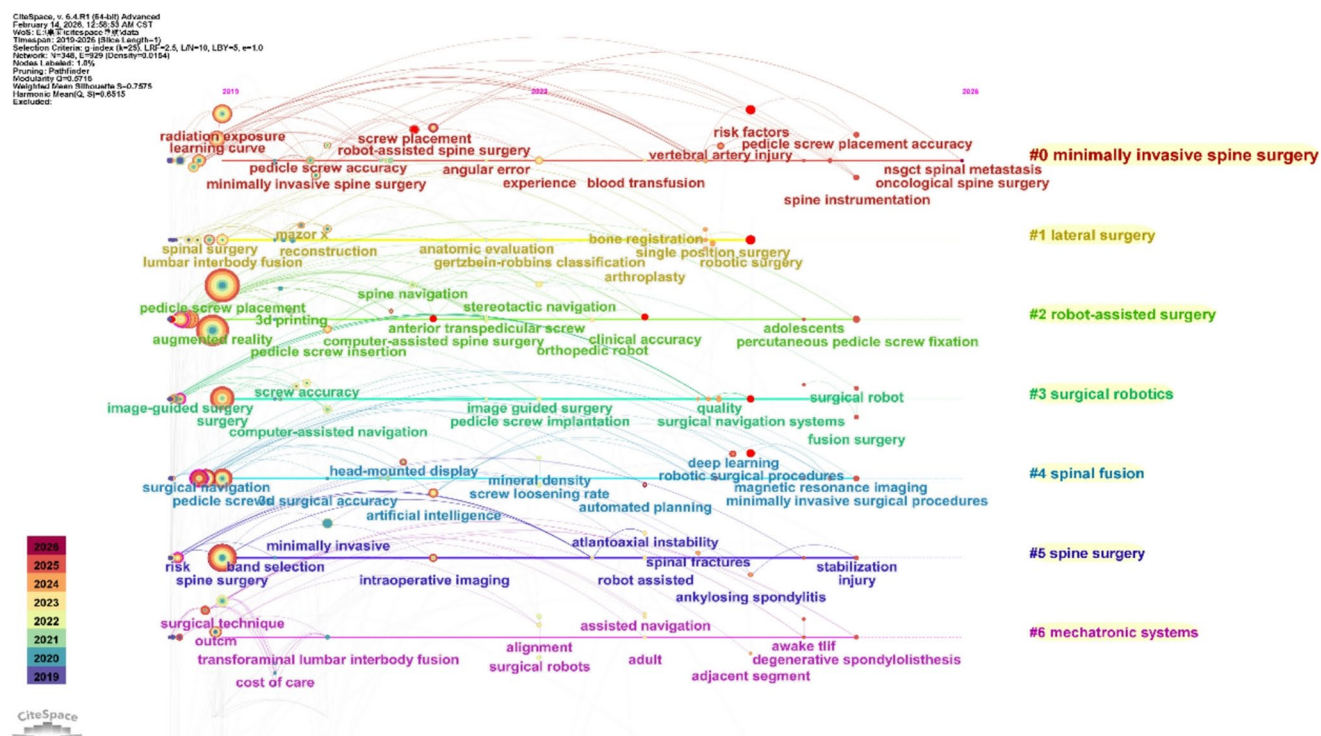 CiteSpace, v. 6.4.R1 (64-bit) Advanced
February 14, 2026, 12:58:53 AM CST
WoS: E:\citespace\data
Timespan: 2019-2026 (Slice Length=1)
Selection Criteria: g-index (k=25), LRF=2.5, L/N=10, LBY=5, e=1.0
Network: N=348, E=929 (Density=0.0154)
Nodes Labeled: 1.0%
Pruning: Pathfinder
Modularity Q=0.5716
Weighted Mean Silhouette S=0.7575
Harmonic Mean(Q, S)=0.6515
Excluded:
2019
2022
2026
radiation exposure
learning curve
screw placement
robot-assisted spine surgery
risk factors
pedicle screw placement accuracy
vertebral artery injury
#0 minimally invasive spine surgery
pedicle screw accuracy
angular error
nsgct spinal metastasis
minimally invasive spine surgery
experience
blood transfusion
oncological spine surgery
spine instrumentation
mazor x
bone registration
#1 lateral surgery
spinal surgery
reconstruction
anatomic evaluation
single position surgery
lumbar interbody fusion
gertzbein-robbins classification
robotic surgery
arthroplasty
spine navigation
pedicle screw placement
stereotactic navigation
3d printing
#2 robot-assisted surgery
anterior transpedicular screw
adolescents
augmented reality
computer-assisted spine surgery
clinical accuracy
percutaneous pedicle screw fixation
pedicle screw insertion
orthopedic robot
screw accuracy
surgical robot
#3 surgical robotics
image-guided surgery
image guided surgery
quality
surgery
pedicle screw implantation
surgical navigation systems
computer-assisted navigation
fusion surgery
head-mounted display
deep learning
robotic surgical procedures
#4 spinal fusion
surgical navigation
mineral density
magnetic resonance imaging
pedicle screw
3d surgical accuracy
screw loosening rate
minimally invasive surgical procedures
artificial intelligence
automated planning
2026
2025
2024
2023
2022
2021
2020
2019
minimally invasive
atlantoaxial instability
#5 spine surgery
risk
band selection
spinal fractures
stabilization
spine surgery
intraoperative imaging
robot assisted
injury
ankylosing spondylitis
surgical technique
assisted navigation
#6 mechatronic systems
outcm
alignment
awake tlif
transforaminal lumbar interbody fusion
surgical robots
adult
degenerative spondylolisthesis
cost of care
adjacent segment
CiteSpace